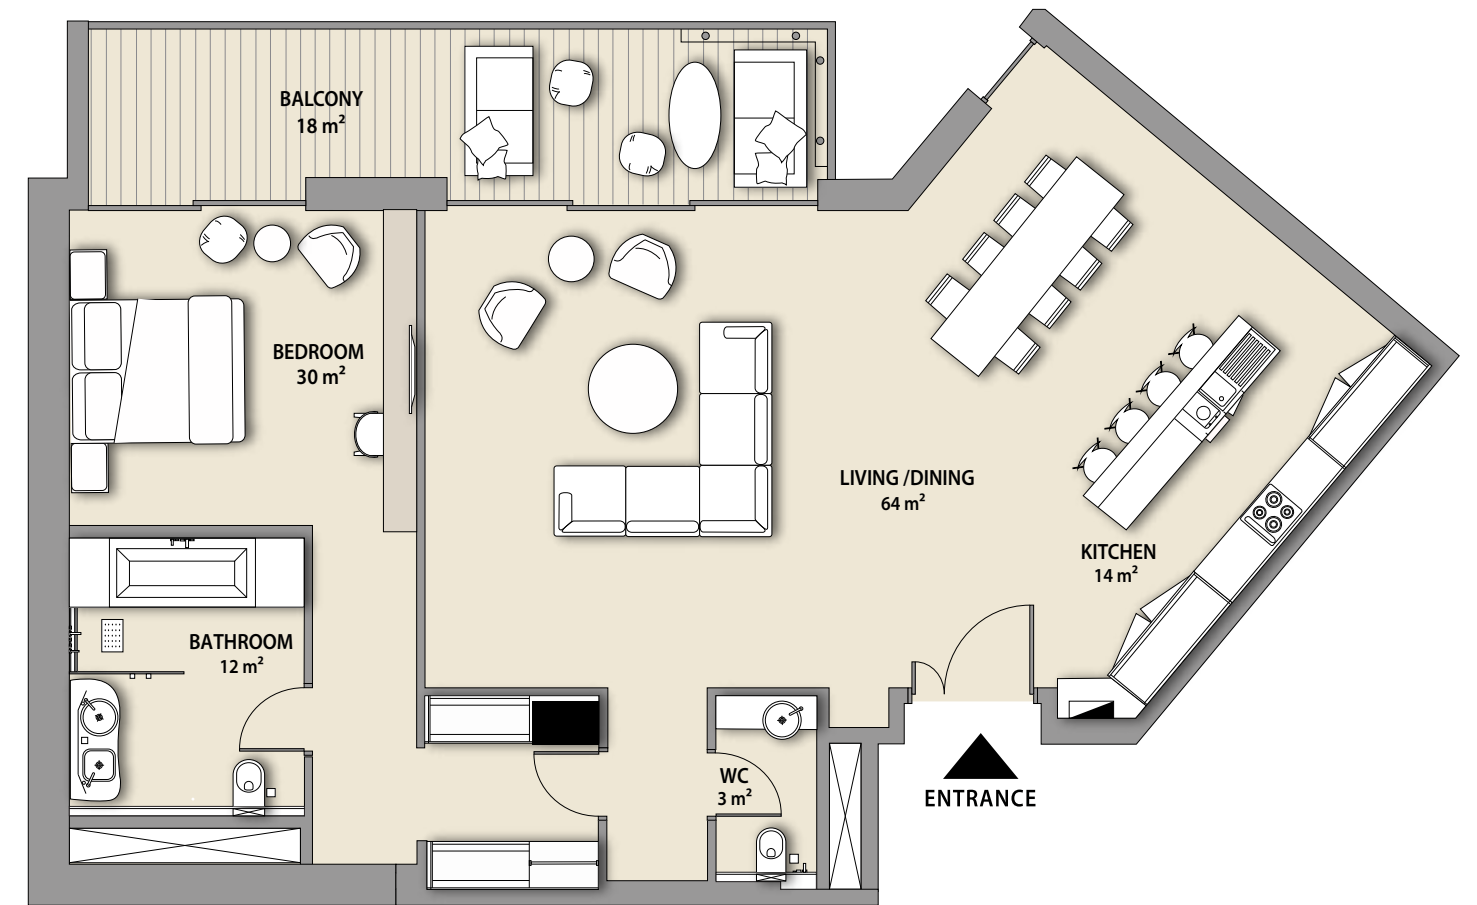 BALCONY
18 m²
BEDROOM
30 m²
LIVING /DINING
64 m²
KITCHEN
14 m²
BATHROOM
12 m²
WC
3 m²
ENTRANCE